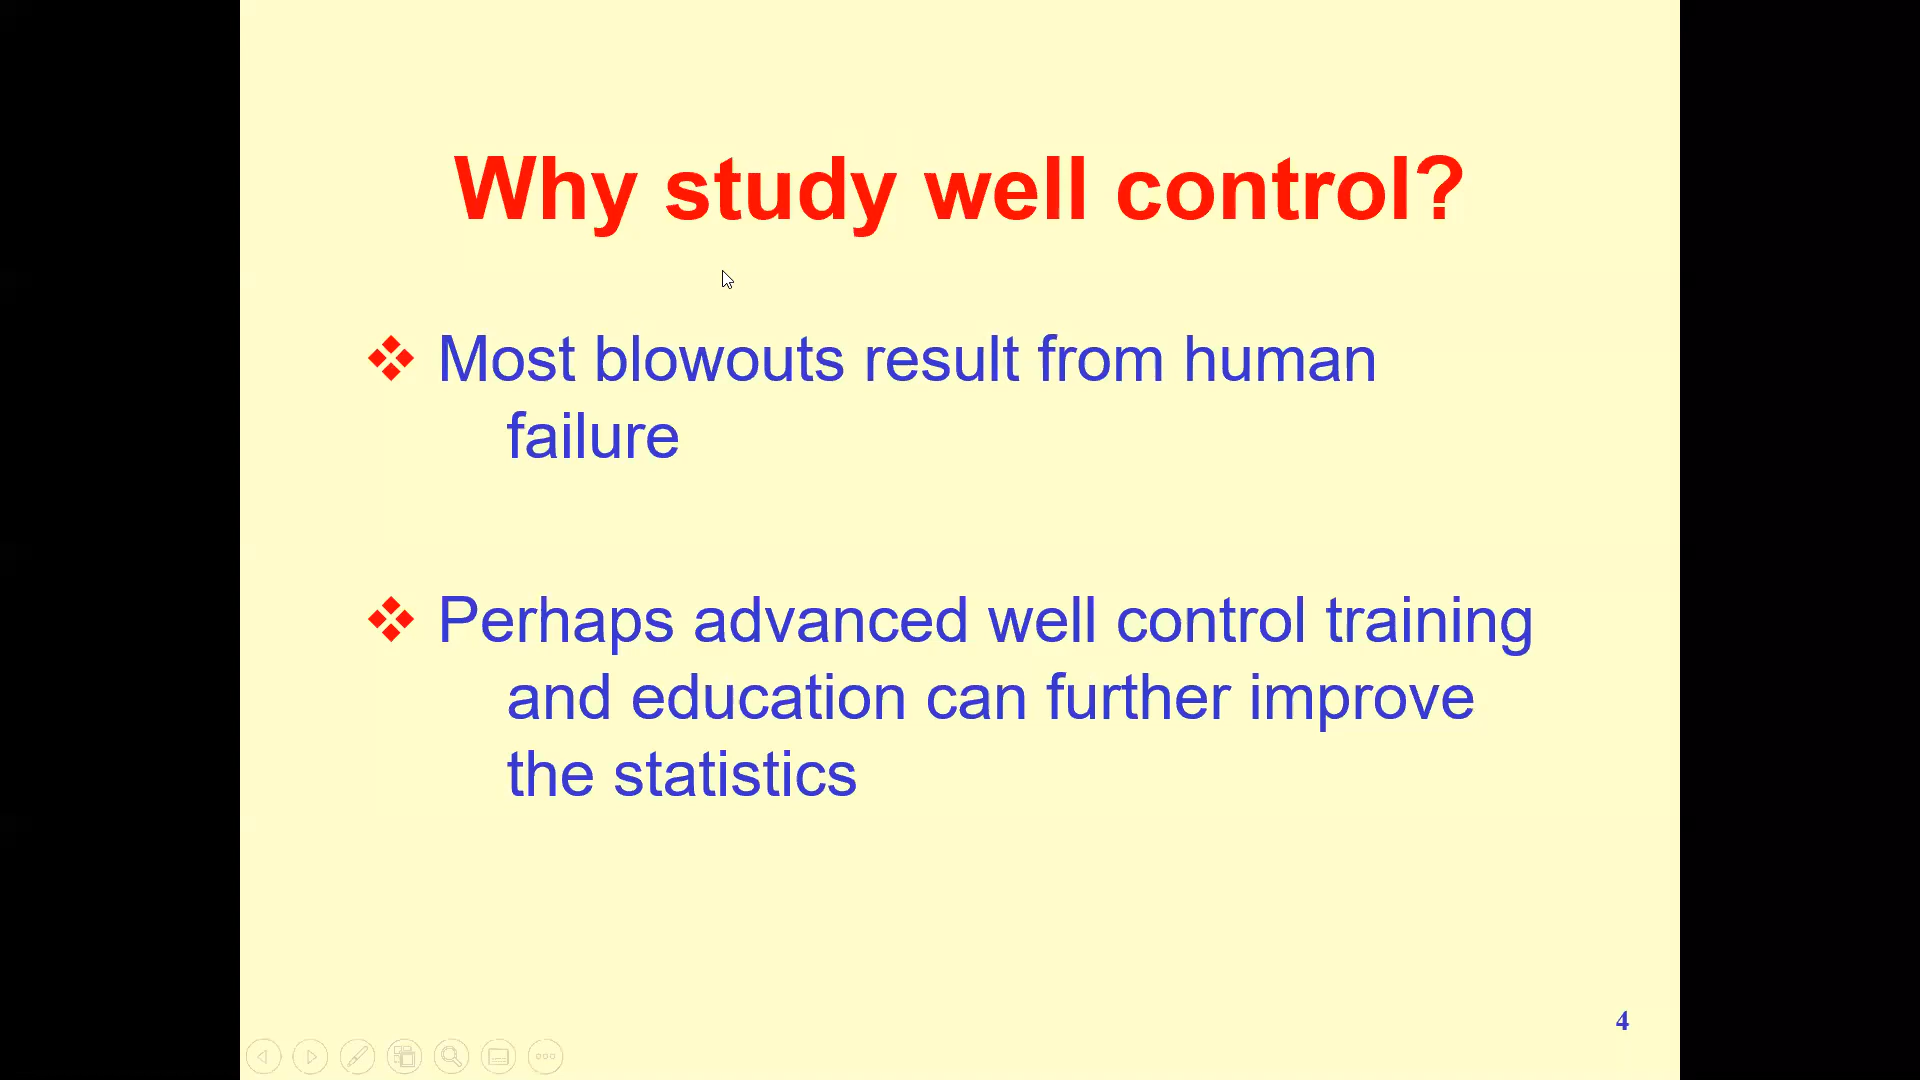 Why study well control?
❖ Most blowouts result from human
failure
❖ Perhaps advanced well control training
and education can further improve
the statistics
4